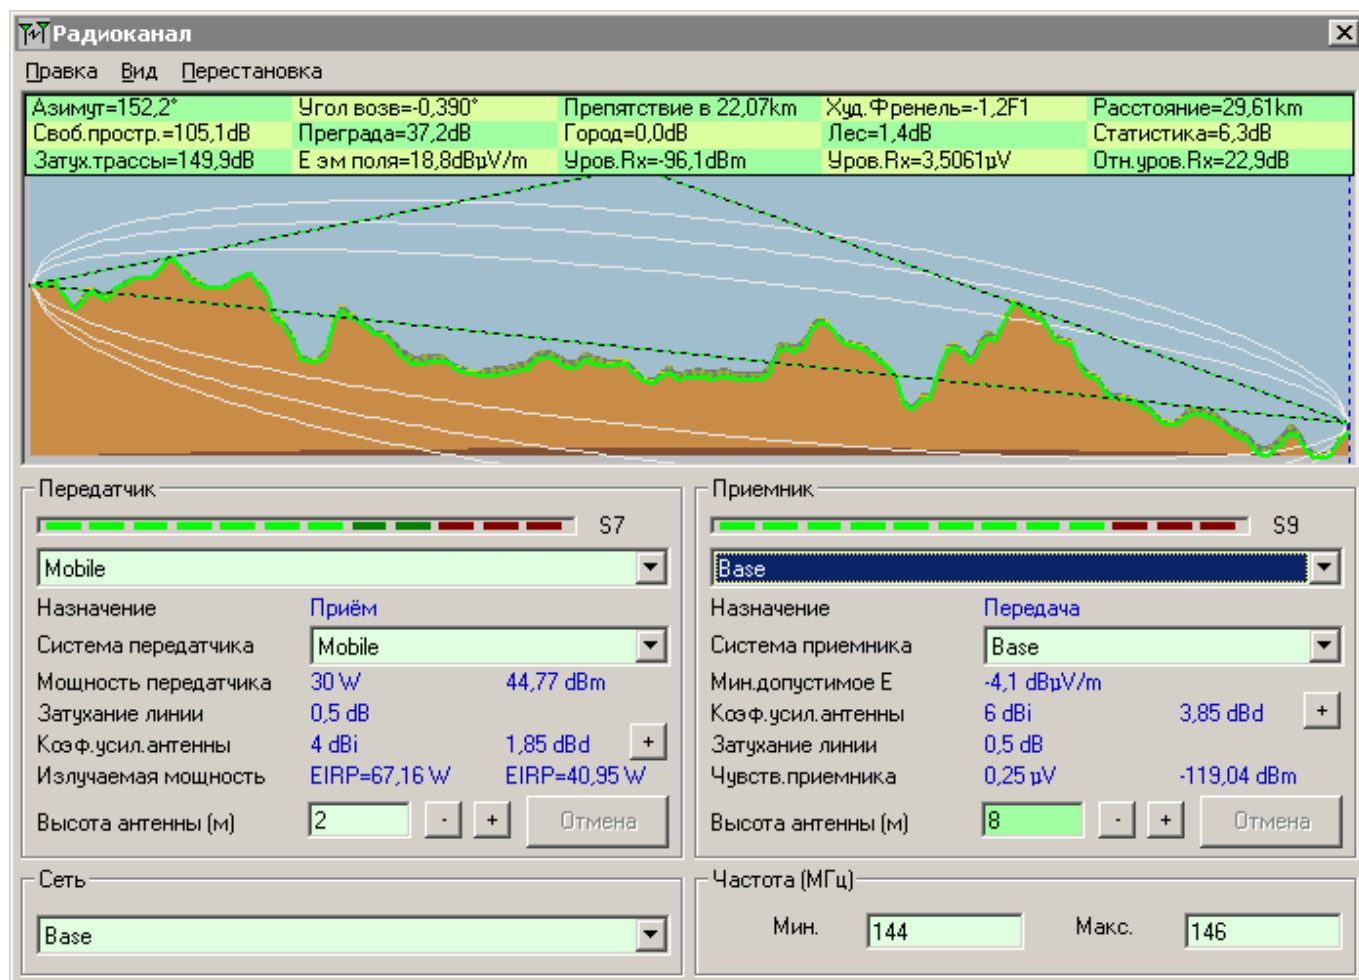 Радиоканал
Правка Вид Перестановка
Азимут=152,2° Угол возв=-0,390° Препятствие в 22,07km Худ.Френель=-1,2F1 Расстояние=29,61km
Своб.простр.=105,1dB Преграда=37,2dB Город=0,0dB Лес=1,4dB Статистика=6,3dB
Затух.трассы=149,9dB E эм поля=18,8dBµV/m Уров.Rx=-96,1dBm Уров.Rx=3,5061µV Отн.уров.Rx=22,9dB
Передатчик
S7
Mobile
Назначение Приём
Система передатчика Mobile
Мощность передатчика 30 W 44,77 dBm
Затухание линии 0,5 dB
Коэф.усил.антенны 4 dBi 1,85 dBd +
Излучаемая мощность EIRP=67,16 W EIRP=40,95 W
Высота антенны (м) 2 - + Отмена
Приемник
S9
Base
Назначение Передача
Система приемника Base
Мин.допустимое E -4,1 dBµV/m
Коэф.усил.антенны 6 dBi 3,85 dBd +
Затухание линии 0,5 dB
Чувств.приемника 0,25 µV -119,04 dBm
Высота антенны (м) 8 - + Отмена
Сеть
Base
Частота (МГц)
Мин. 144 Макс. 146